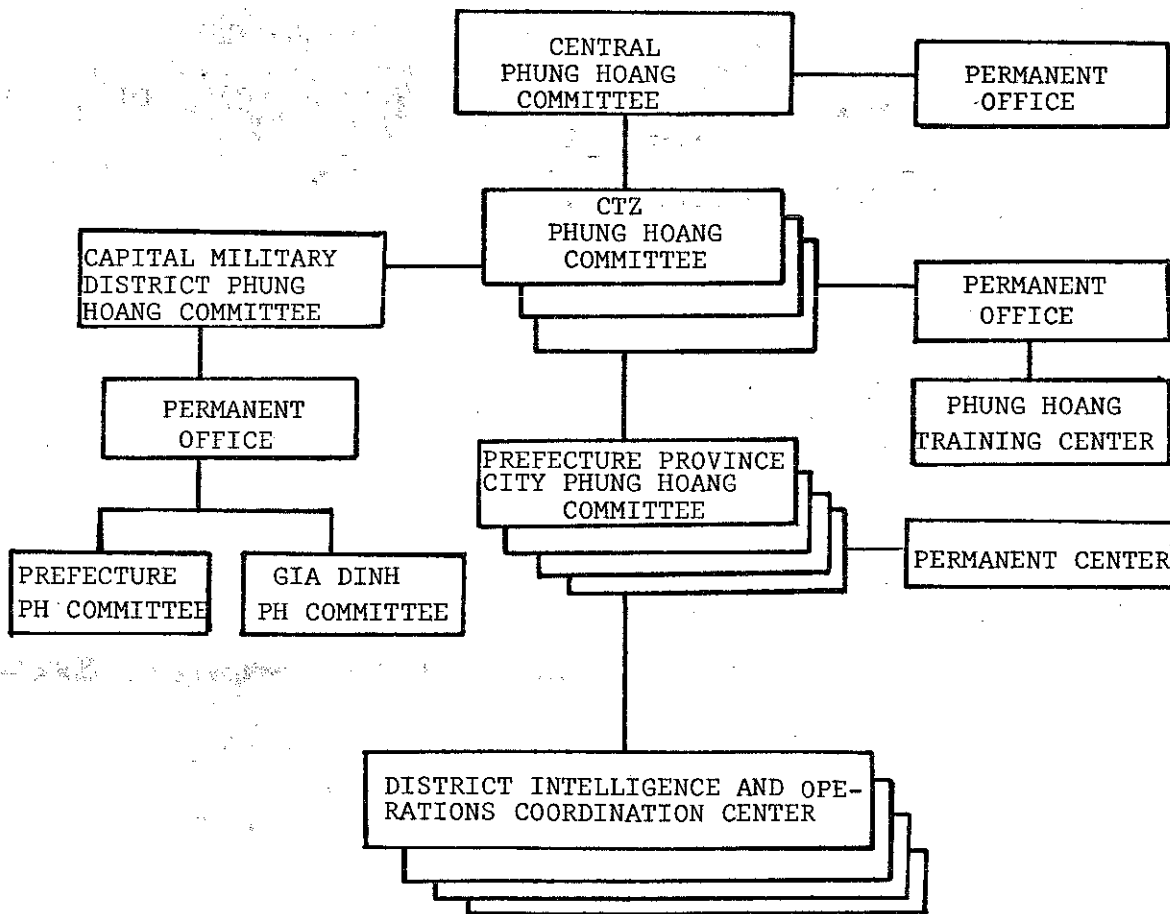 CENTRAL
PHUNG HOANG
COMMITTEE
PERMANENT
OFFICE
CTZ
PHUNG HOANG
COMMITTEE
CAPITAL MILITARY
DISTRICT PHUNG
HOANG COMMITTEE
PERMANENT
OFFICE
PERMANENT
OFFICE
PHUNG HOANG
TRAINING CENTER
PREFECTURE PROVINCE
CITY PHUNG HOANG
COMMITTEE
PREFECTURE
PH COMMITTEE
GIA DINH
PH COMMITTEE
PERMANENT CENTER
DISTRICT INTELLIGENCE AND OPE-
RATIONS COORDINATION CENTER